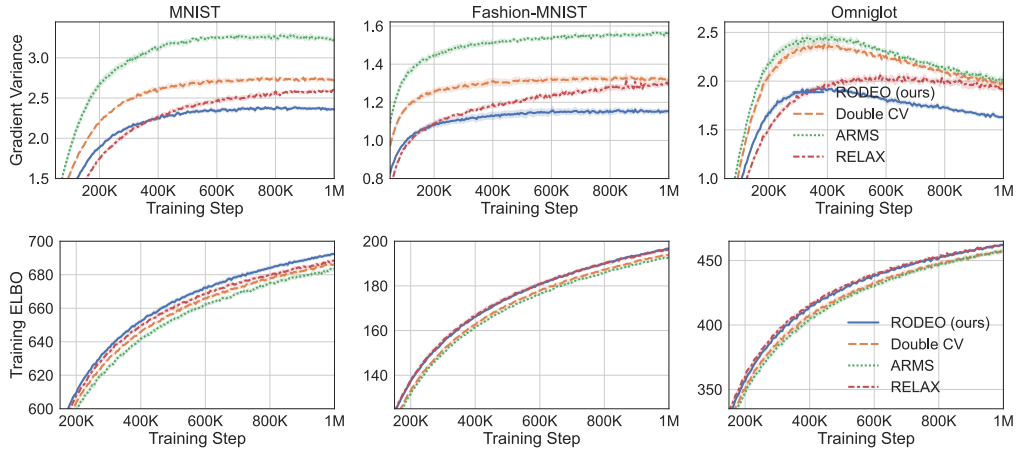 MNIST
Fashion-MNIST
Omniglot
Gradient Variance
3.0
2.5
2.0
1.5
200K 400K 600K 800K 1M
Training Step
1.6
1.4
1.2
1.0
0.8
200K 400K 600K 800K 1M
Training Step
2.5
2.0
1.5
1.0
200K 400K 600K 800K 1M
Training Step
RODEO (ours)
Double CV
ARMS
RELAX
Training ELBO
700
680
660
640
620
600
200K 400K 600K 800K 1M
Training Step
200
180
160
140
200K 400K 600K 800K 1M
Training Step
450
400
350
200K 400K 600K 800K 1M
Training Step
RODEO (ours)
Double CV
ARMS
RELAX